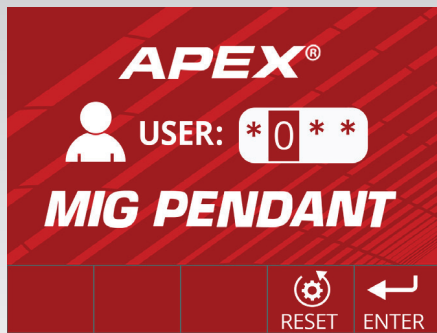 APEX®
USER: *0**
MIG PENDANT
RESET ENTER